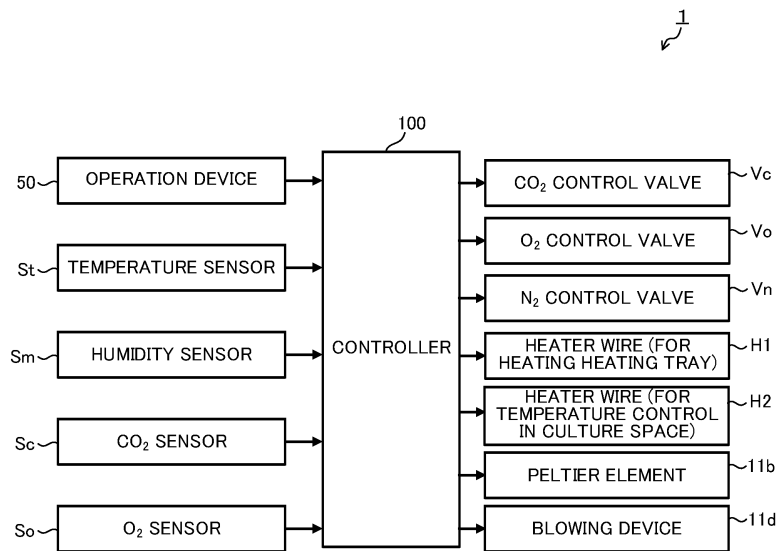 1
100
50 OPERATION DEVICE
St TEMPERATURE SENSOR
Sm HUMIDITY SENSOR
Sc CO₂ SENSOR
So O₂ SENSOR
CONTROLLER
CO₂ CONTROL VALVE Vc
O₂ CONTROL VALVE Vo
N₂ CONTROL VALVE Vn
HEATER WIRE (FOR
HEATING HEATING TRAY) H1
HEATER WIRE (FOR
TEMPERATURE CONTROL
IN CULTURE SPACE) H2
PELTIER ELEMENT 11b
BLOWING DEVICE 11d